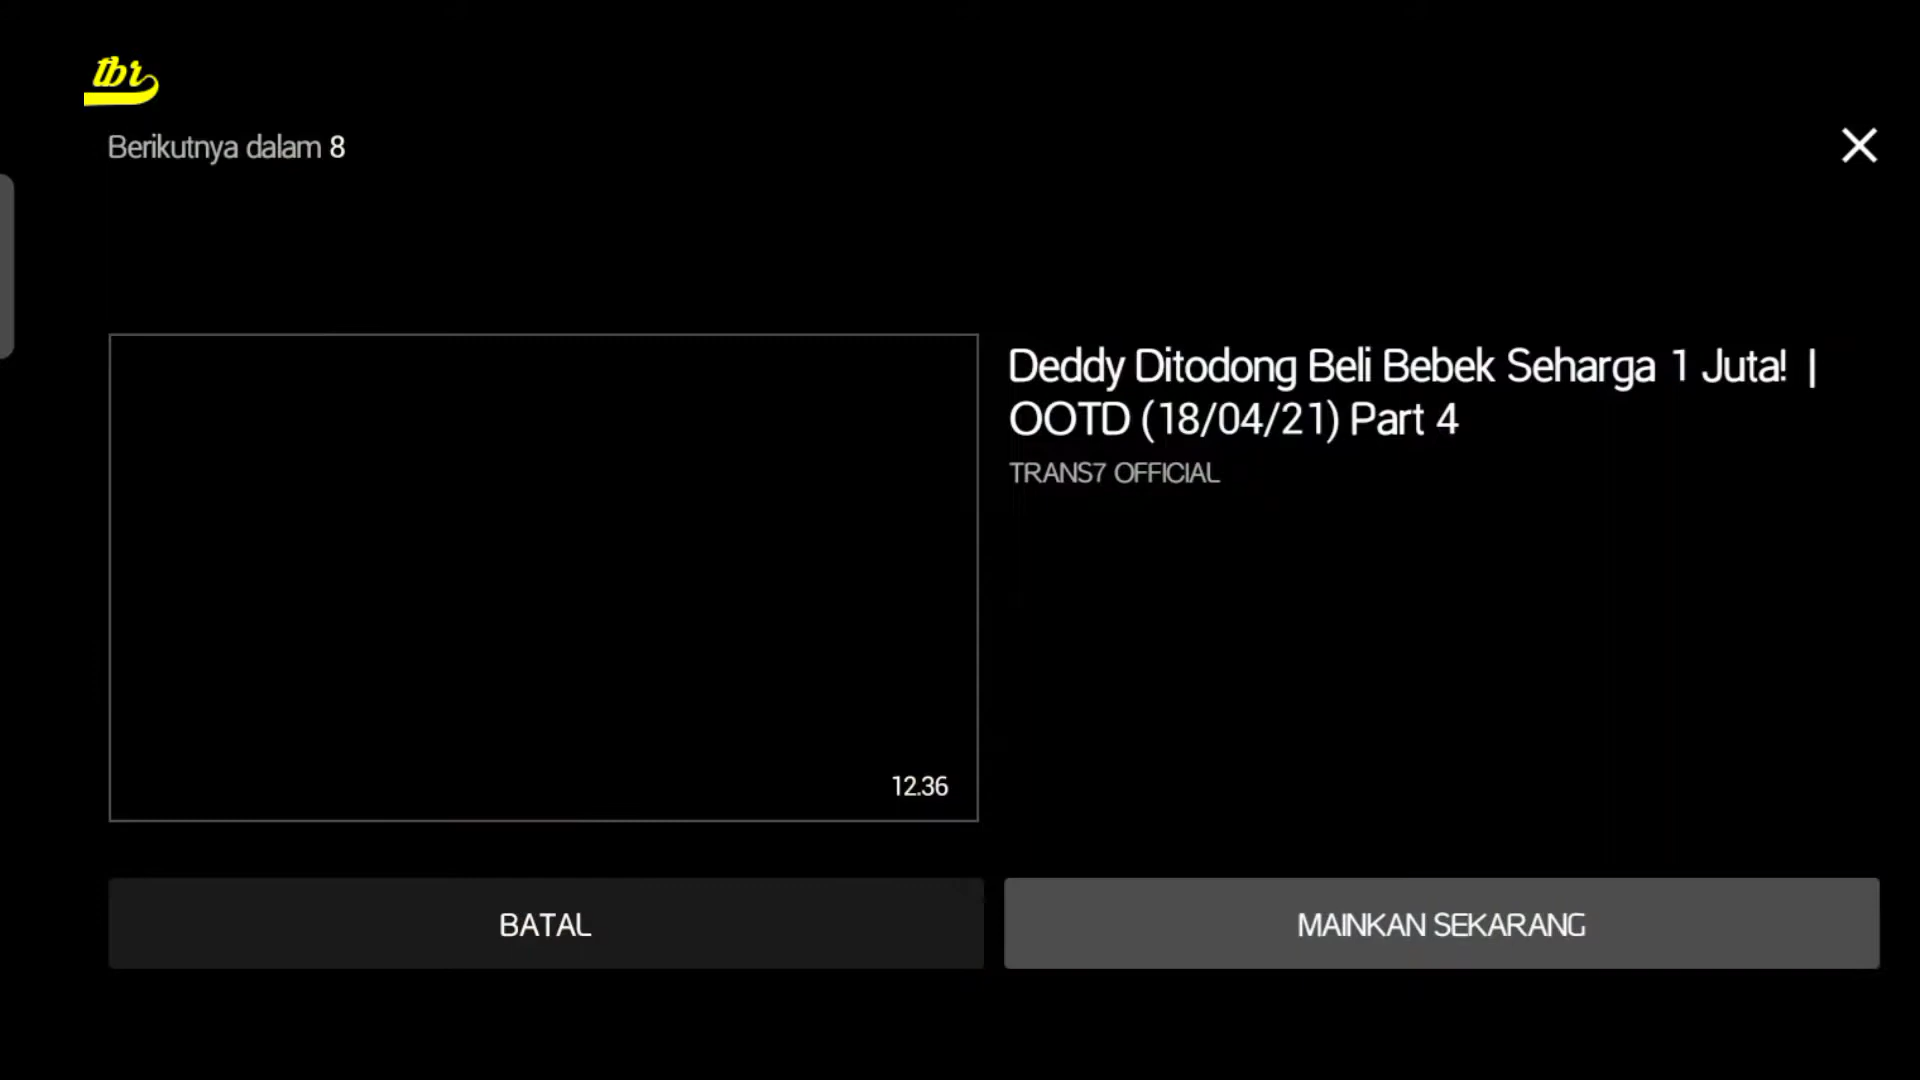 tbr
Berikutnya dalam 8
Deddy Ditodong Beli Bebek Seharga 1 Juta! |
OOTD (18/04/21) Part 4
TRANS7 OFFICIAL
12.36
BATAL
MAINKAN SEKARANG